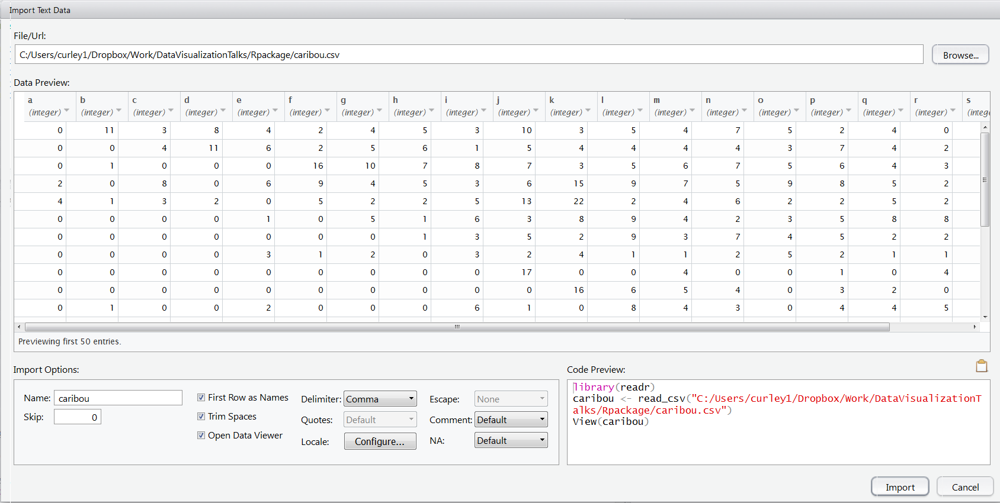 Import Text Data
File/Url:
C:/Users/curley1/Dropbox/Work/DataVisualizationTalks/Rpackage/caribou.csv
Browse...
Data Preview:
a b c d e f g h i j k l m n o p q r s
(integer) (integer) (integer) (integer) (integer) (integer) (integer) (integer) (integer) (integer) (integer) (integer) (integer) (integer) (integer) (integer) (integer) (integer) (intege
0 11 3 8 4 2 4 5 3 10 3 5 4 7 5 2 4 0
0 0 4 11 6 2 5 6 1 5 4 4 4 4 3 7 4 2
0 1 0 0 0 16 10 7 8 7 3 5 6 7 5 6 4 3
2 0 8 0 6 9 4 5 3 6 15 9 7 5 9 8 5 2
4 1 3 2 0 5 2 2 5 13 22 2 4 6 2 2 5 2
0 0 0 0 1 0 5 1 6 3 8 9 4 2 3 5 8 8
0 0 0 0 0 0 0 1 3 5 2 9 3 7 4 5 2 2
0 0 0 0 3 1 2 0 3 2 4 1 1 2 5 2 1 1
0 0 0 0 0 0 0 0 0 17 0 0 4 0 0 1 0 4
0 0 0 0 0 0 0 0 0 0 16 6 5 4 0 3 2 0
0 1 0 0 2 0 0 0 6 1 0 8 4 3 0 4 4 5
Previewing first 50 entries.
Import Options:
Name: caribou
Skip: 0
First Row as Names
Trim Spaces
Open Data Viewer
Delimiter: Comma
Quotes: Default
Locale: Configure...
Escape: None
Comment: Default
NA: Default
Code Preview:
library(readr)
caribou <- read_csv("C:/Users/curley1/Dropbox/Work/DataVisualizationT
alks/Rpackage/caribou.csv")
View(caribou)
Import Cancel